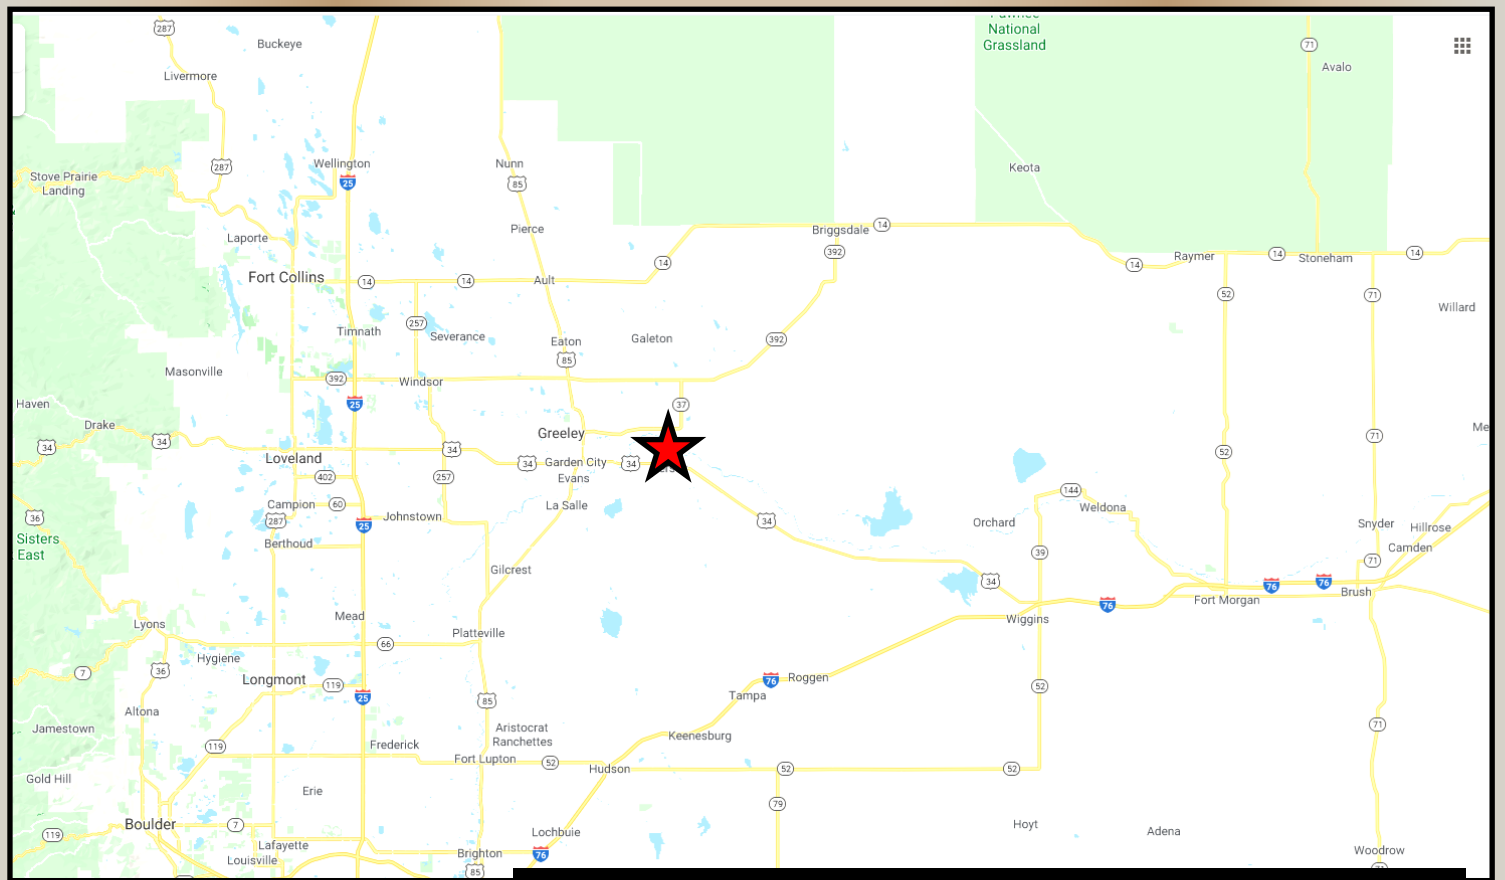 287
Buckeye
Pawnee
National
Grassland
71
Avalo
Livermore
287
Wellington
25
Nunn
85
Keota
Stove Prairie
Landing
Pierce
Laporte
Briggsdale
14
392
14
Raymer
14
Stoneham
14
14
Fort Collins
14
14
Ault
52
71
Willard
257
Timnath
Severance
Eaton
Galeton
392
85
Masonville
392
Windsor
25
Haven
37
Drake
34
34
Greeley
71
Loveland
34
34
Garden City
34
52
402
257
Evans
Campion
60
La Salle
144
Weldona
36
287
25
Johnstown
34
Orchard
Snyder
Hillrose
Sisters
East
Berthoud
39
Camden
71
Gilcrest
34
76
76
76
Fort Morgan
Brush
Mead
Wiggins
Lyons
Platteville
66
Hygiene
7
36
Longmont
119
25
76
Roggen
52
Tampa
85
Altona
Jamestown
Aristocrat
Ranchettes
Keenesburg
71
119
Frederick
Fort Lupton
52
Hudson
52
52
Gold Hill
Erie
79
Boulder
7
119
Lochbuie
Hoyt
Adena
Lafayette
Louisville
Brighton
76
Woodrow
85